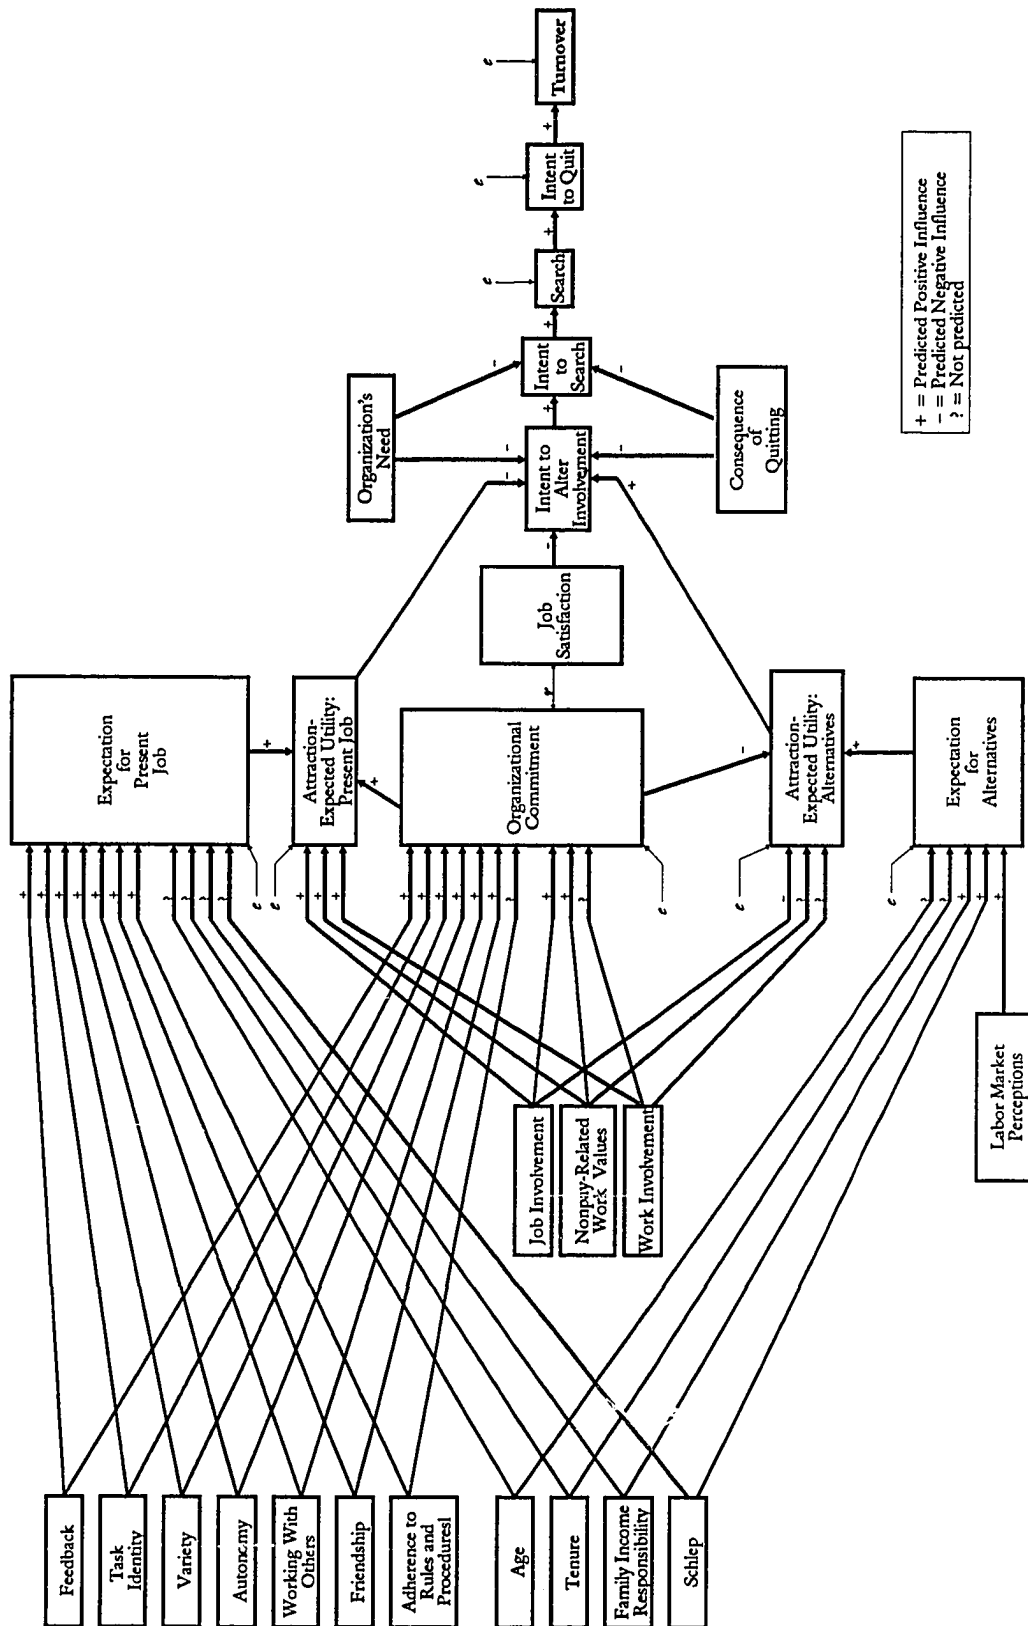 Feedback
Task
Identity
Variety
Autonomy
Working With
Others
Friendship
Adherence to
Rules and
Procedures]
Age
Tenure
Family Income
Responsibility
Schlep
Job Involvement
Nonpay-Related
Work Values
Work Involvement
Labor Market
Perceptions
+
+
+
+
+
+
+
?
?
?
?
e
Expectation
for
Present
Job
+
e
+
+
+
Attraction-
Expected Utility:
Present Job
+
+
+
+
+
+
+
+
?
+
+
?
e
Organizational
Commitment
r
Job
Satisfaction
-
-
e
-
?
?
Attraction-
Expected Utility:
Alternatives
+
e
?
?
+
+
+
Expectation
for
Alternatives
-
+
Organization's
Need
-
-
Intent to
Alter
Involvement
-
-
Consequence
of
Quitting
+
Intent
to
Search
+
e
Search
+
e
Intent
to Quit
+
e
Turnover
+ = Predicted Positive Influence
– = Predicted Negative Influence
? = Not predicted